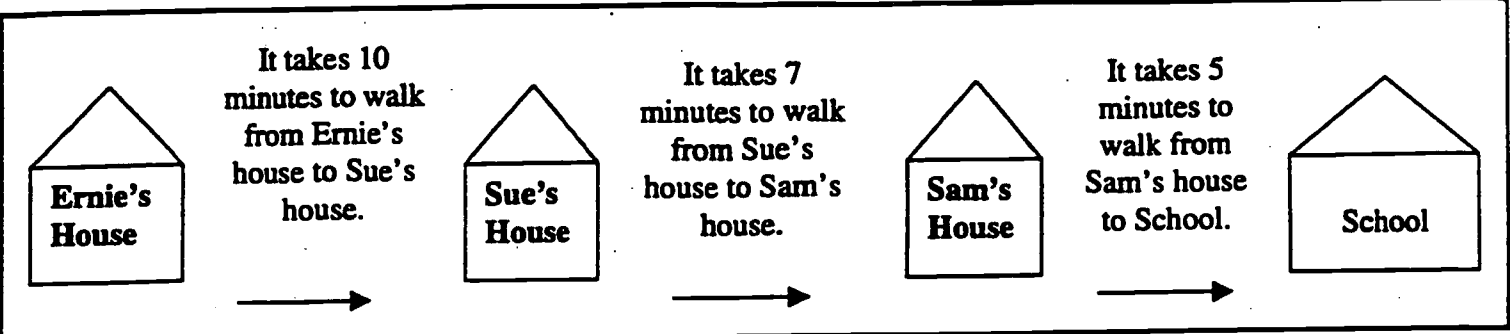 Ernie's
House
It takes 10
minutes to walk
from Ernie's
house to Sue's
house.
Sue's
House
It takes 7
minutes to walk
from Sue's
house to Sam's
house.
Sam's
House
It takes 5
minutes to
walk from
Sam's house
to School.
School